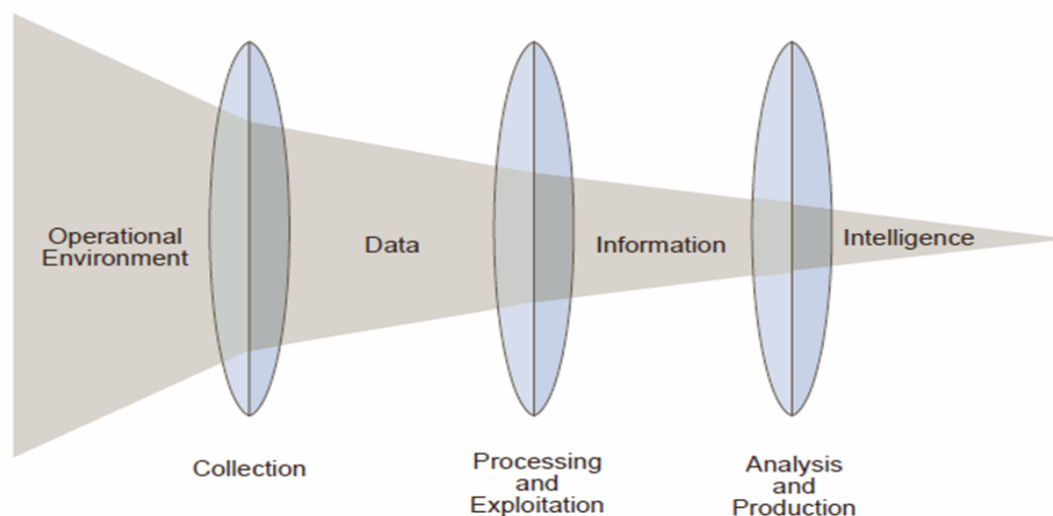 Operational
Environment
Data
Information
Intelligence
Collection
Processing
and
Exploitation
Analysis
and
Production